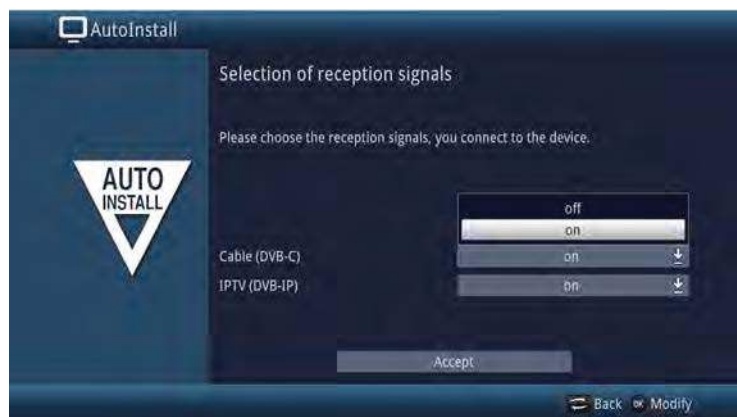 AutoInstall
Selection of reception signals
Please choose the reception signals, you connect to the device.
AUTO
INSTALL
off
on
Cable (DVB-C) on
IPTV (DVB-IP) on
Accept
Back OK Modify